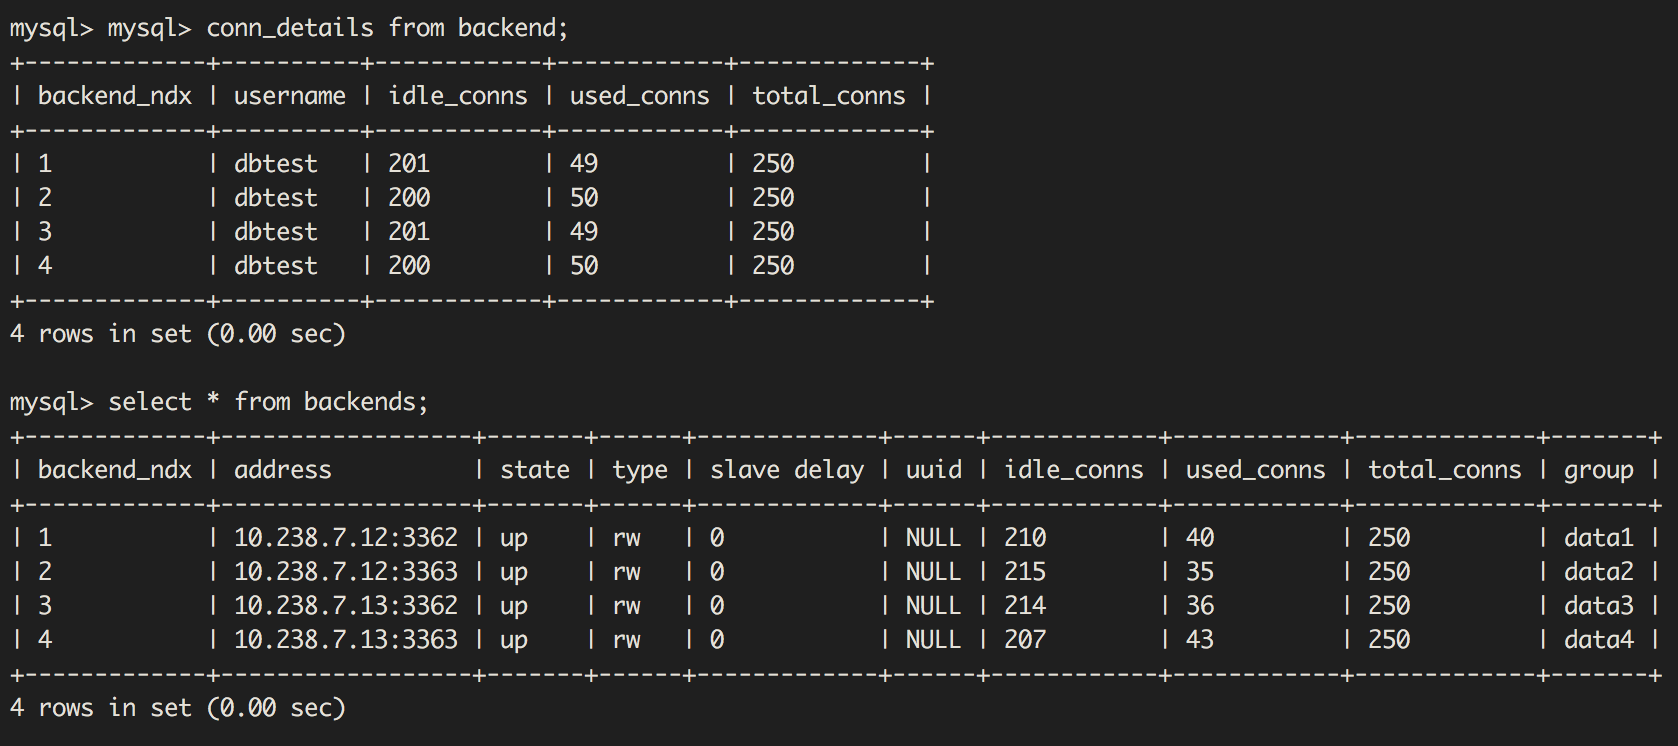 mysql> mysql> conn_details from backend;
+-------------+----------+------------+------------+-------------+
| backend_ndx | username | idle_conns | used_conns | total_conns |
+-------------+----------+------------+------------+-------------+
| 1           | dbtest   | 201        | 49         | 250         |
| 2           | dbtest   | 200        | 50         | 250         |
| 3           | dbtest   | 201        | 49         | 250         |
| 4           | dbtest   | 200        | 50         | 250         |
+-------------+----------+------------+------------+-------------+
4 rows in set (0.00 sec)

mysql> select * from backends;
+-------------+------------------+-------+------+-------------+------+------------+------------+-------------+-------+
| backend_ndx | address          | state | type | slave delay | uuid | idle_conns | used_conns | total_conns | group |
+-------------+------------------+-------+------+-------------+------+------------+------------+-------------+-------+
| 1           | 10.238.7.12:3362 | up    | rw   | 0           | NULL | 210        | 40         | 250         | data1 |
| 2           | 10.238.7.12:3363 | up    | rw   | 0           | NULL | 215        | 35         | 250         | data2 |
| 3           | 10.238.7.13:3362 | up    | rw   | 0           | NULL | 214        | 36         | 250         | data3 |
| 4           | 10.238.7.13:3363 | up    | rw   | 0           | NULL | 207        | 43         | 250         | data4 |
+-------------+------------------+-------+------+-------------+------+------------+------------+-------------+-------+
4 rows in set (0.00 sec)